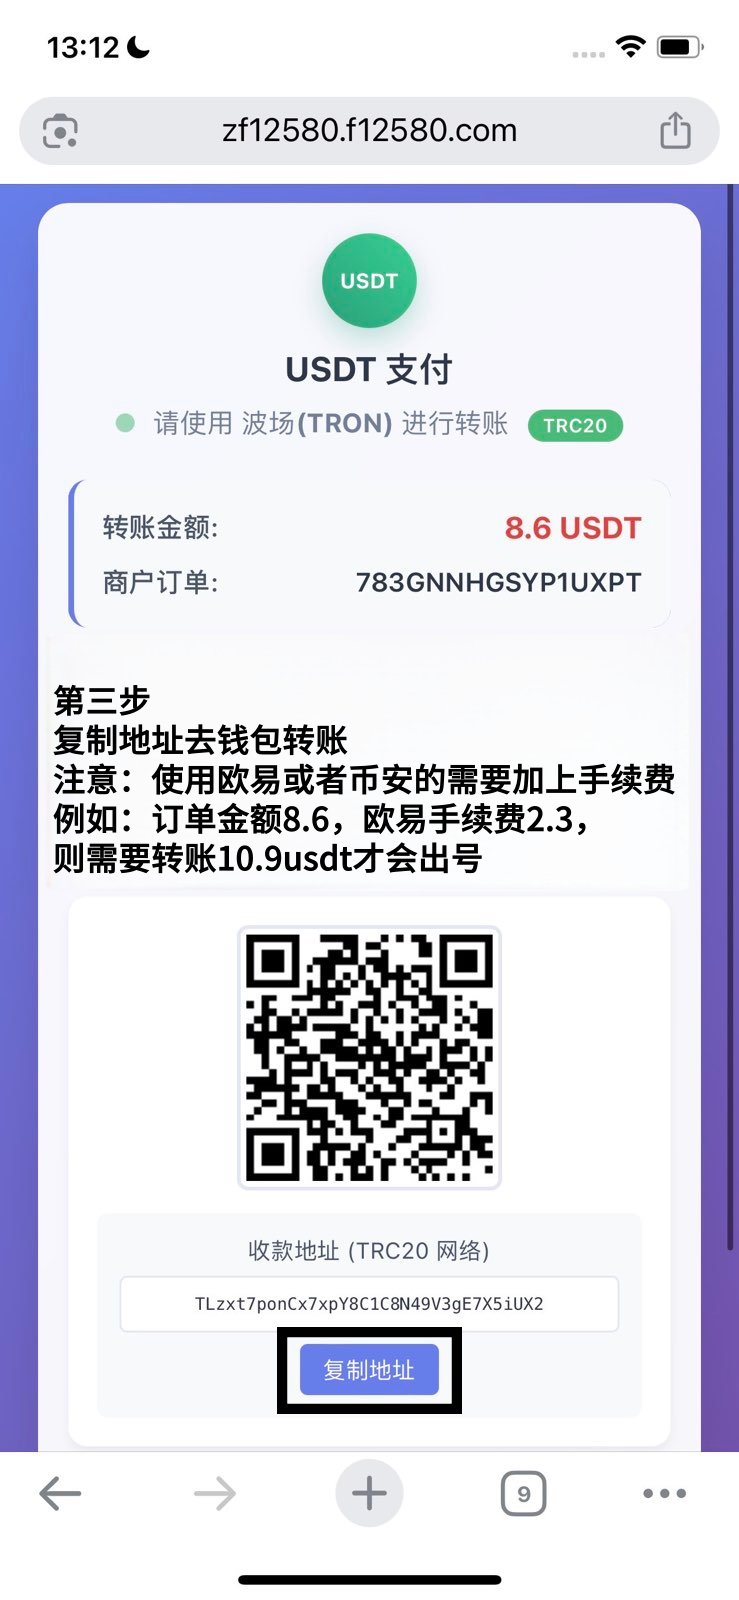 13:12
zf12580.f12580.com
USDT
USDT 支付
请使用 波场(TRON) 进行转账 TRC20
转账金额: 8.6 USDT
商户订单: 783GNNHGSYP1UXPT
第三步
复制地址去钱包转账
注意：使用欧易或者币安的需要加上手续费
例如：订单金额8.6，欧易手续费2.3，
则需要转账10.9usdt才会出号
收款地址 (TRC20 网络)
TLzxt7ponCx7xpY8C1C8N49V3gE7X5iUX2
复制地址
9